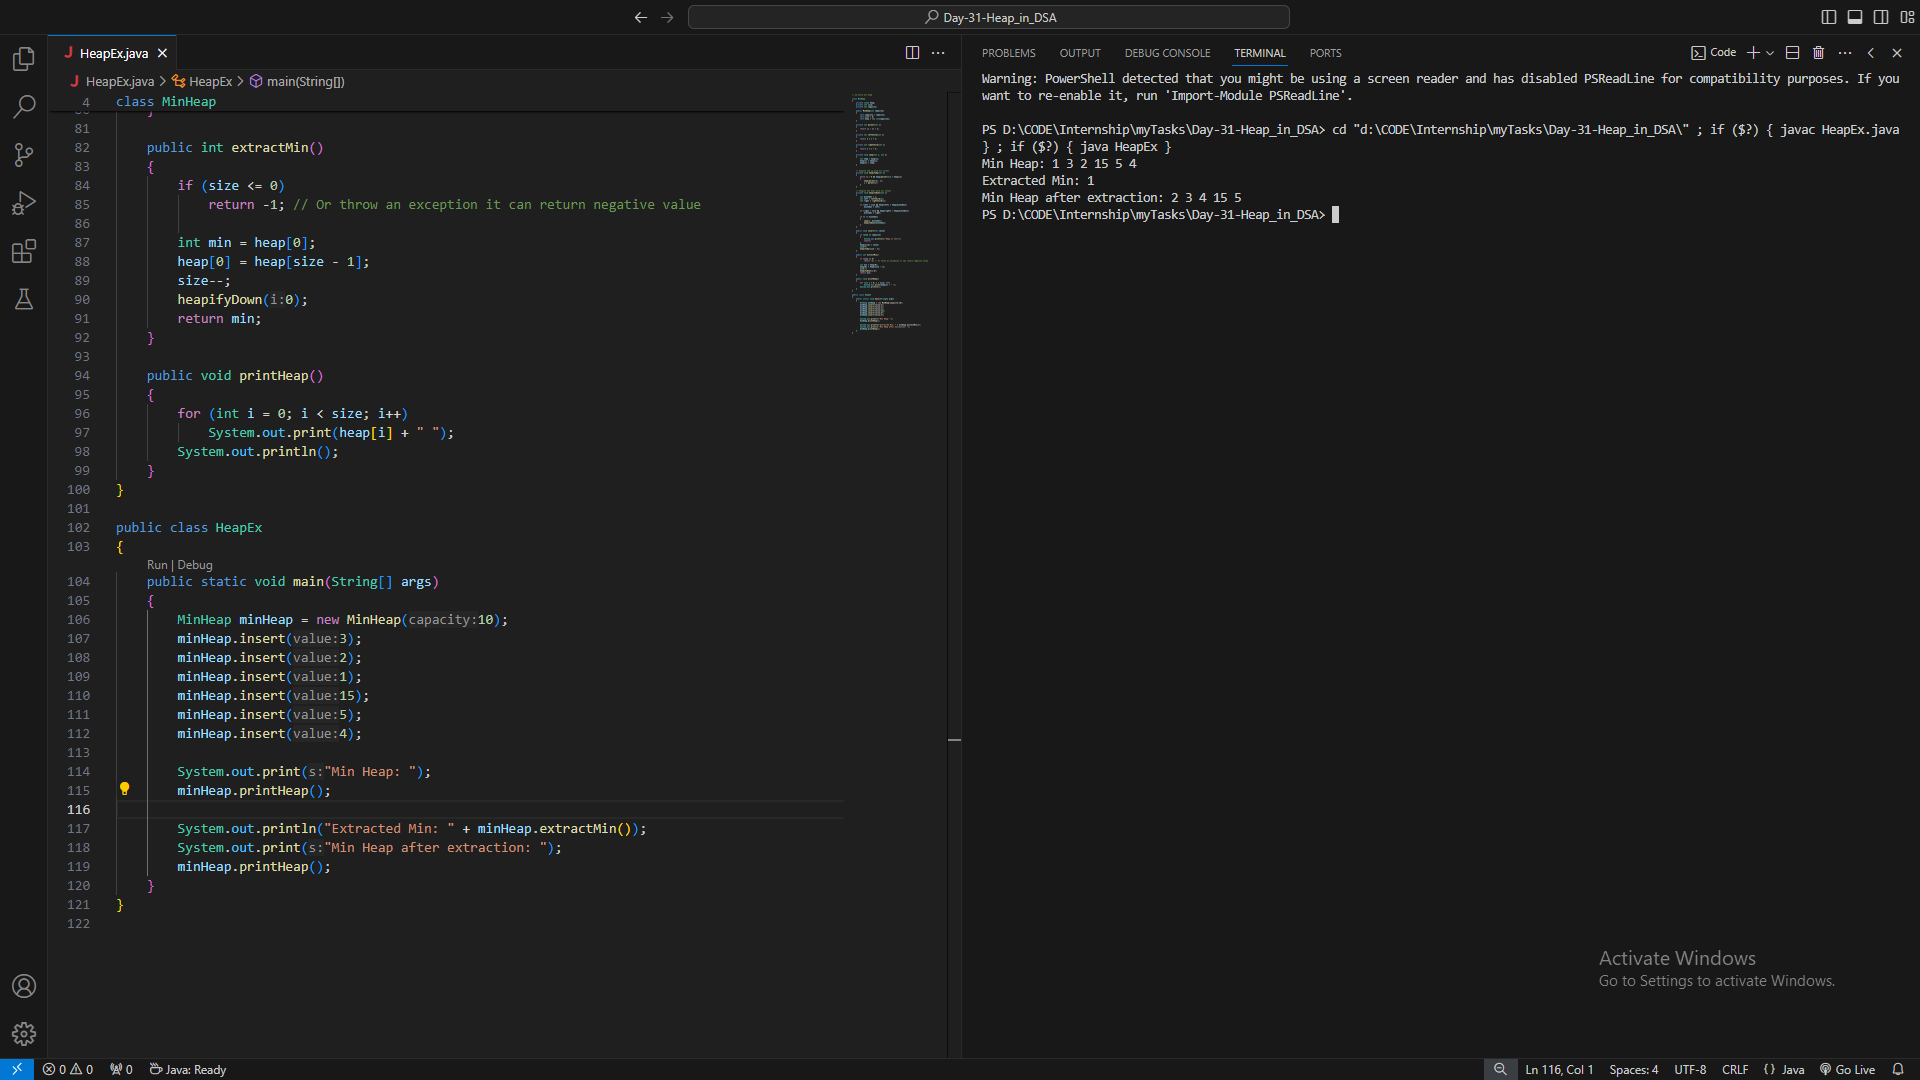 Day-31-Heap_in_DSA
HeapEx.java
HeapEx.java > HeapEx > main(String[])
4 class MinHeap
80 }
81
82 public int extractMin()
83 {
84 if (size <= 0)
85 return -1; // Or throw an exception it can return negative value
86
87 int min = heap[0];
88 heap[0] = heap[size - 1];
89 size--;
90 heapifyDown(i:0);
91 return min;
92 }
93
94 public void printHeap()
95 {
96 for (int i = 0; i < size; i++)
97 System.out.print(heap[i] + " ");
98 System.out.println();
99 }
100 }
101
102 public class HeapEx
103 {
Run | Debug
104 public static void main(String[] args)
105 {
106 MinHeap minHeap = new MinHeap(capacity:10);
107 minHeap.insert(value:3);
108 minHeap.insert(value:2);
109 minHeap.insert(value:1);
110 minHeap.insert(value:15);
111 minHeap.insert(value:5);
112 minHeap.insert(value:4);
113
114 System.out.print(s:"Min Heap: ");
115 minHeap.printHeap();
116
117 System.out.println("Extracted Min: " + minHeap.extractMin());
118 System.out.print(s:"Min Heap after extraction: ");
119 minHeap.printHeap();
120 }
121 }
122
PROBLEMS OUTPUT DEBUG CONSOLE TERMINAL PORTS
Code
Warning: PowerShell detected that you might be using a screen reader and has disabled PSReadLine for compatibility purposes. If you
want to re-enable it, run 'Import-Module PSReadLine'.
PS D:\CODE\Internship\myTasks\Day-31-Heap_in_DSA> cd "d:\CODE\Internship\myTasks\Day-31-Heap_in_DSA\" ; if ($?) { javac HeapEx.java
} ; if ($?) { java HeapEx }
Min Heap: 1 3 2 15 5 4
Extracted Min: 1
Min Heap after extraction: 2 3 4 15 5
PS D:\CODE\Internship\myTasks\Day-31-Heap_in_DSA>
Activate Windows
Go to Settings to activate Windows.
0 0 0 Java: Ready
Ln 116, Col 1 Spaces: 4 UTF-8 CRLF {} Java Go Live